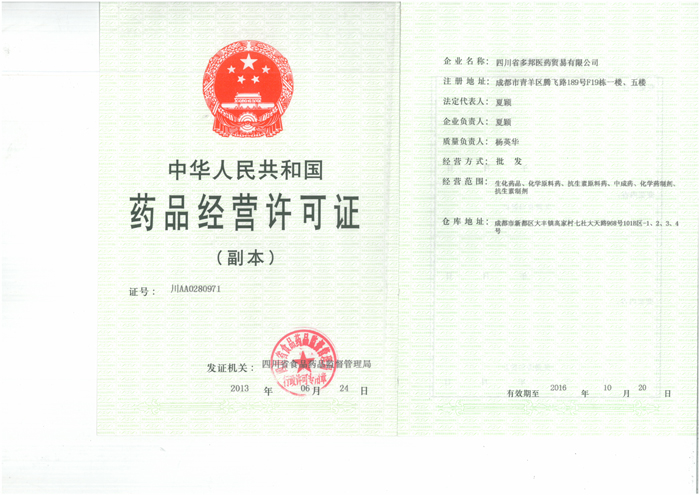 中华人民共和国
药品经营许可证
（副本）
证号： 川AA0280971
发证机关： 四川省食品药品监督管理局
2013 年 06 月 24 日
企业名称： 四川省多邦医药贸易有限公司
注册地址： 成都市青羊区腾飞路189号F19栋一楼、五楼
法定代表人： 夏颖
企业负责人： 夏颖
质量负责人： 杨英华
经营方式： 批 发
经营范围： 生化药品、化学原料药、抗生素原料药、中成药、化学药制剂、
抗生素制剂
仓库地址： 成都市新都区大丰镇高家村七社大天路968号101B区-1、2、3、4
号
有效期至 2016 年 10 月 20 日